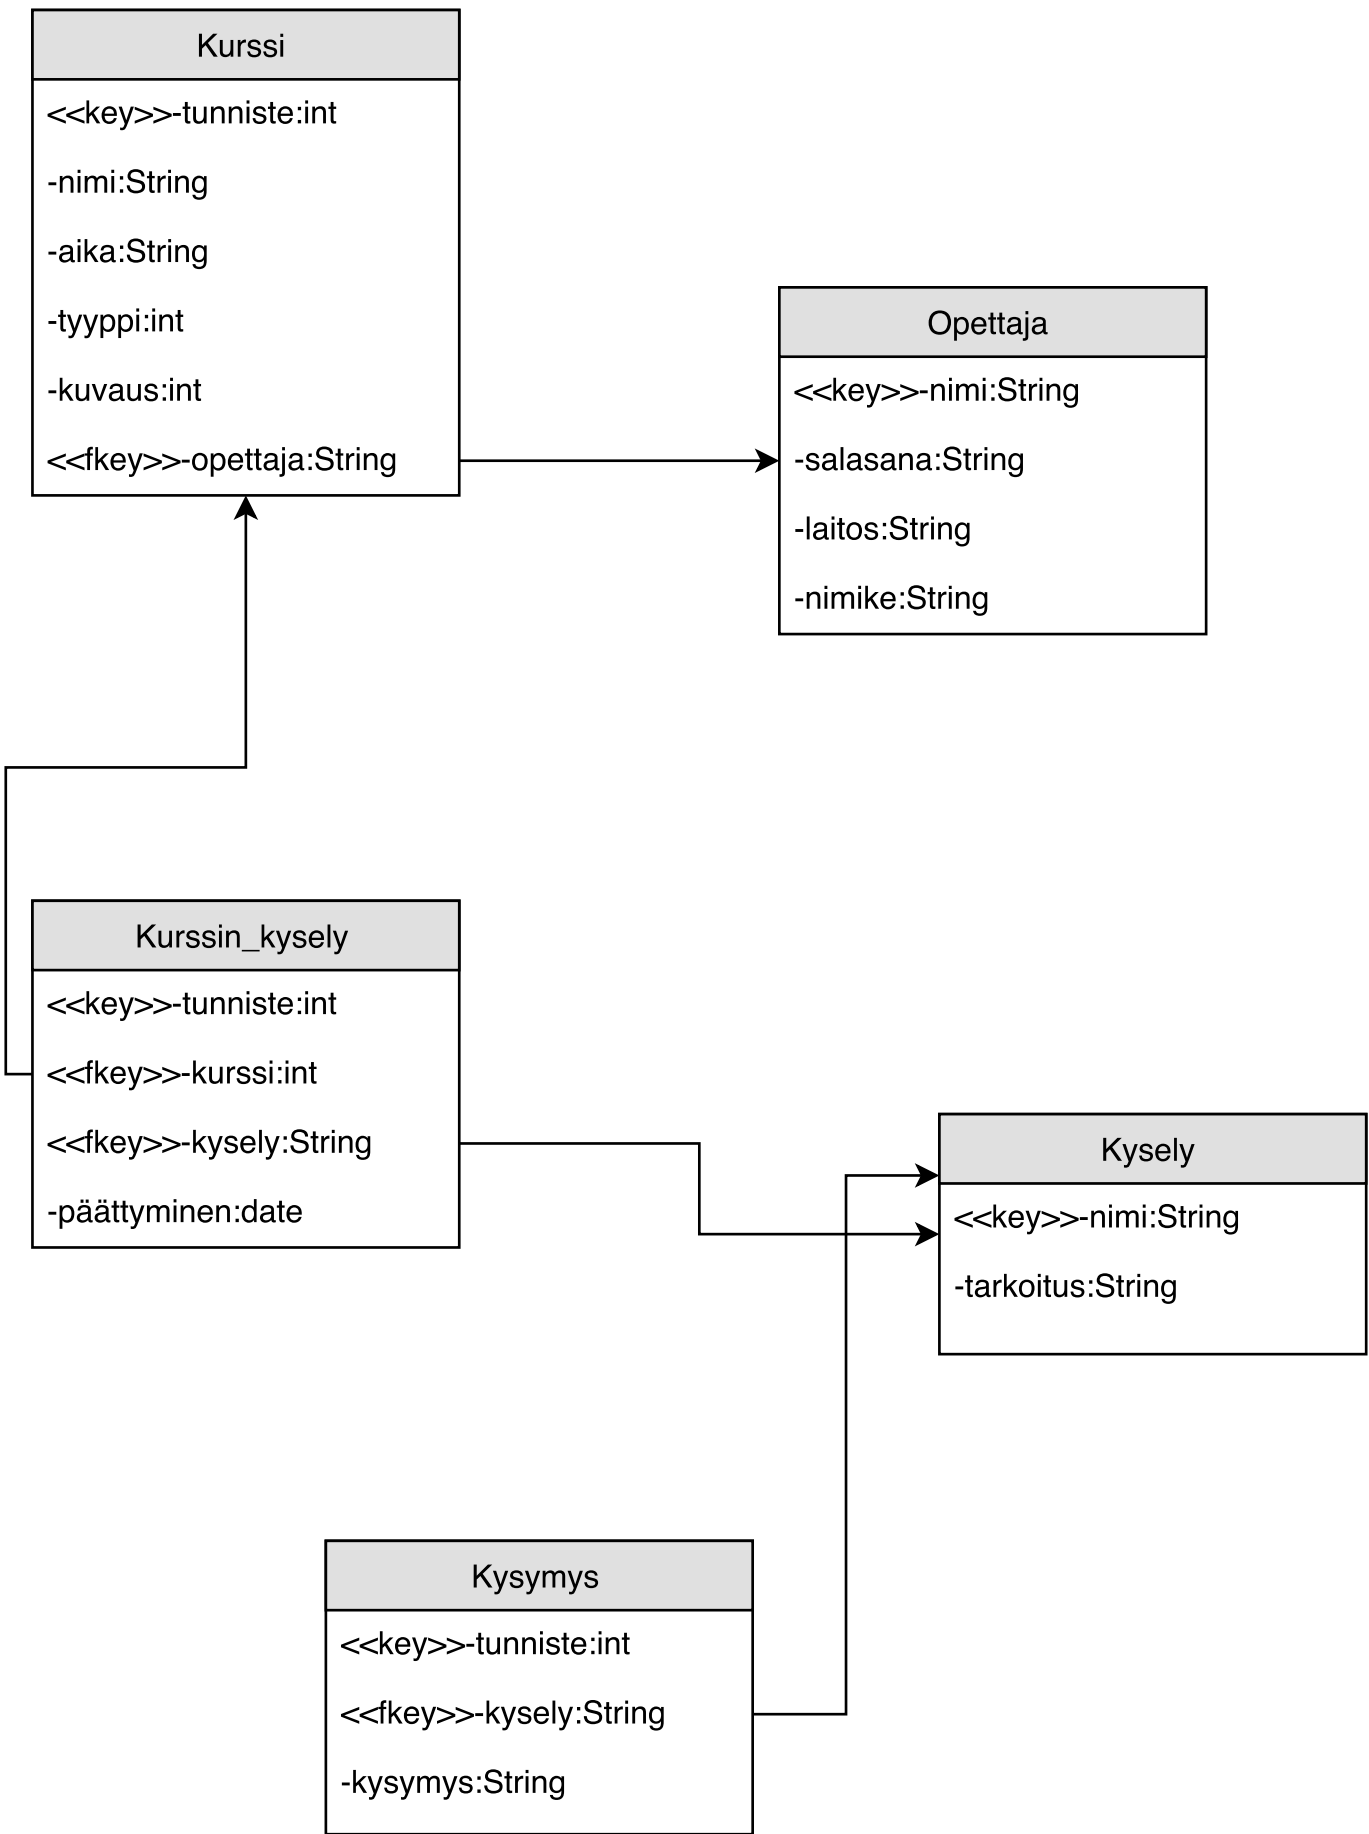 Kurssi
<<key>>-tunniste:int
-nimi:String
-aika:String
-tyyppi:int
-kuvaus:int
<<fkey>>-opettaja:String
Opettaja
<<key>>-nimi:String
-salasana:String
-laitos:String
-nimike:String
Kurssin_kysely
<<key>>-tunniste:int
<<fkey>>-kurssi:int
<<fkey>>-kysely:String
-päättyminen:date
Kysely
<<key>>-nimi:String
-tarkoitus:String
Kysymys
<<key>>-tunniste:int
<<fkey>>-kysely:String
-kysymys:String